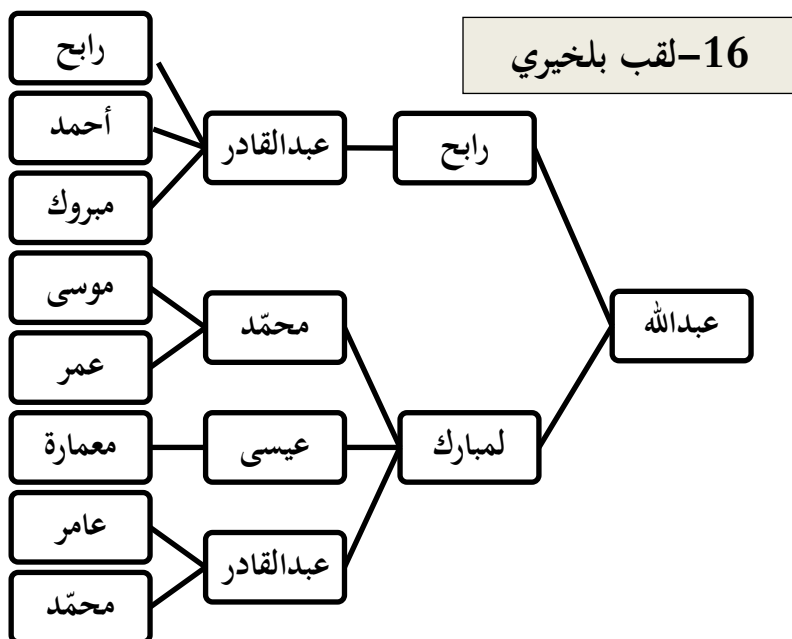 16-لقب بلخيري
عبدالله
رابح
لمبارك
عبدالقادر
محمّد
عيسى
عبدالقادر
رابح
أحمد
مبروك
موسى
عمر
معمارة
عامر
محمّد